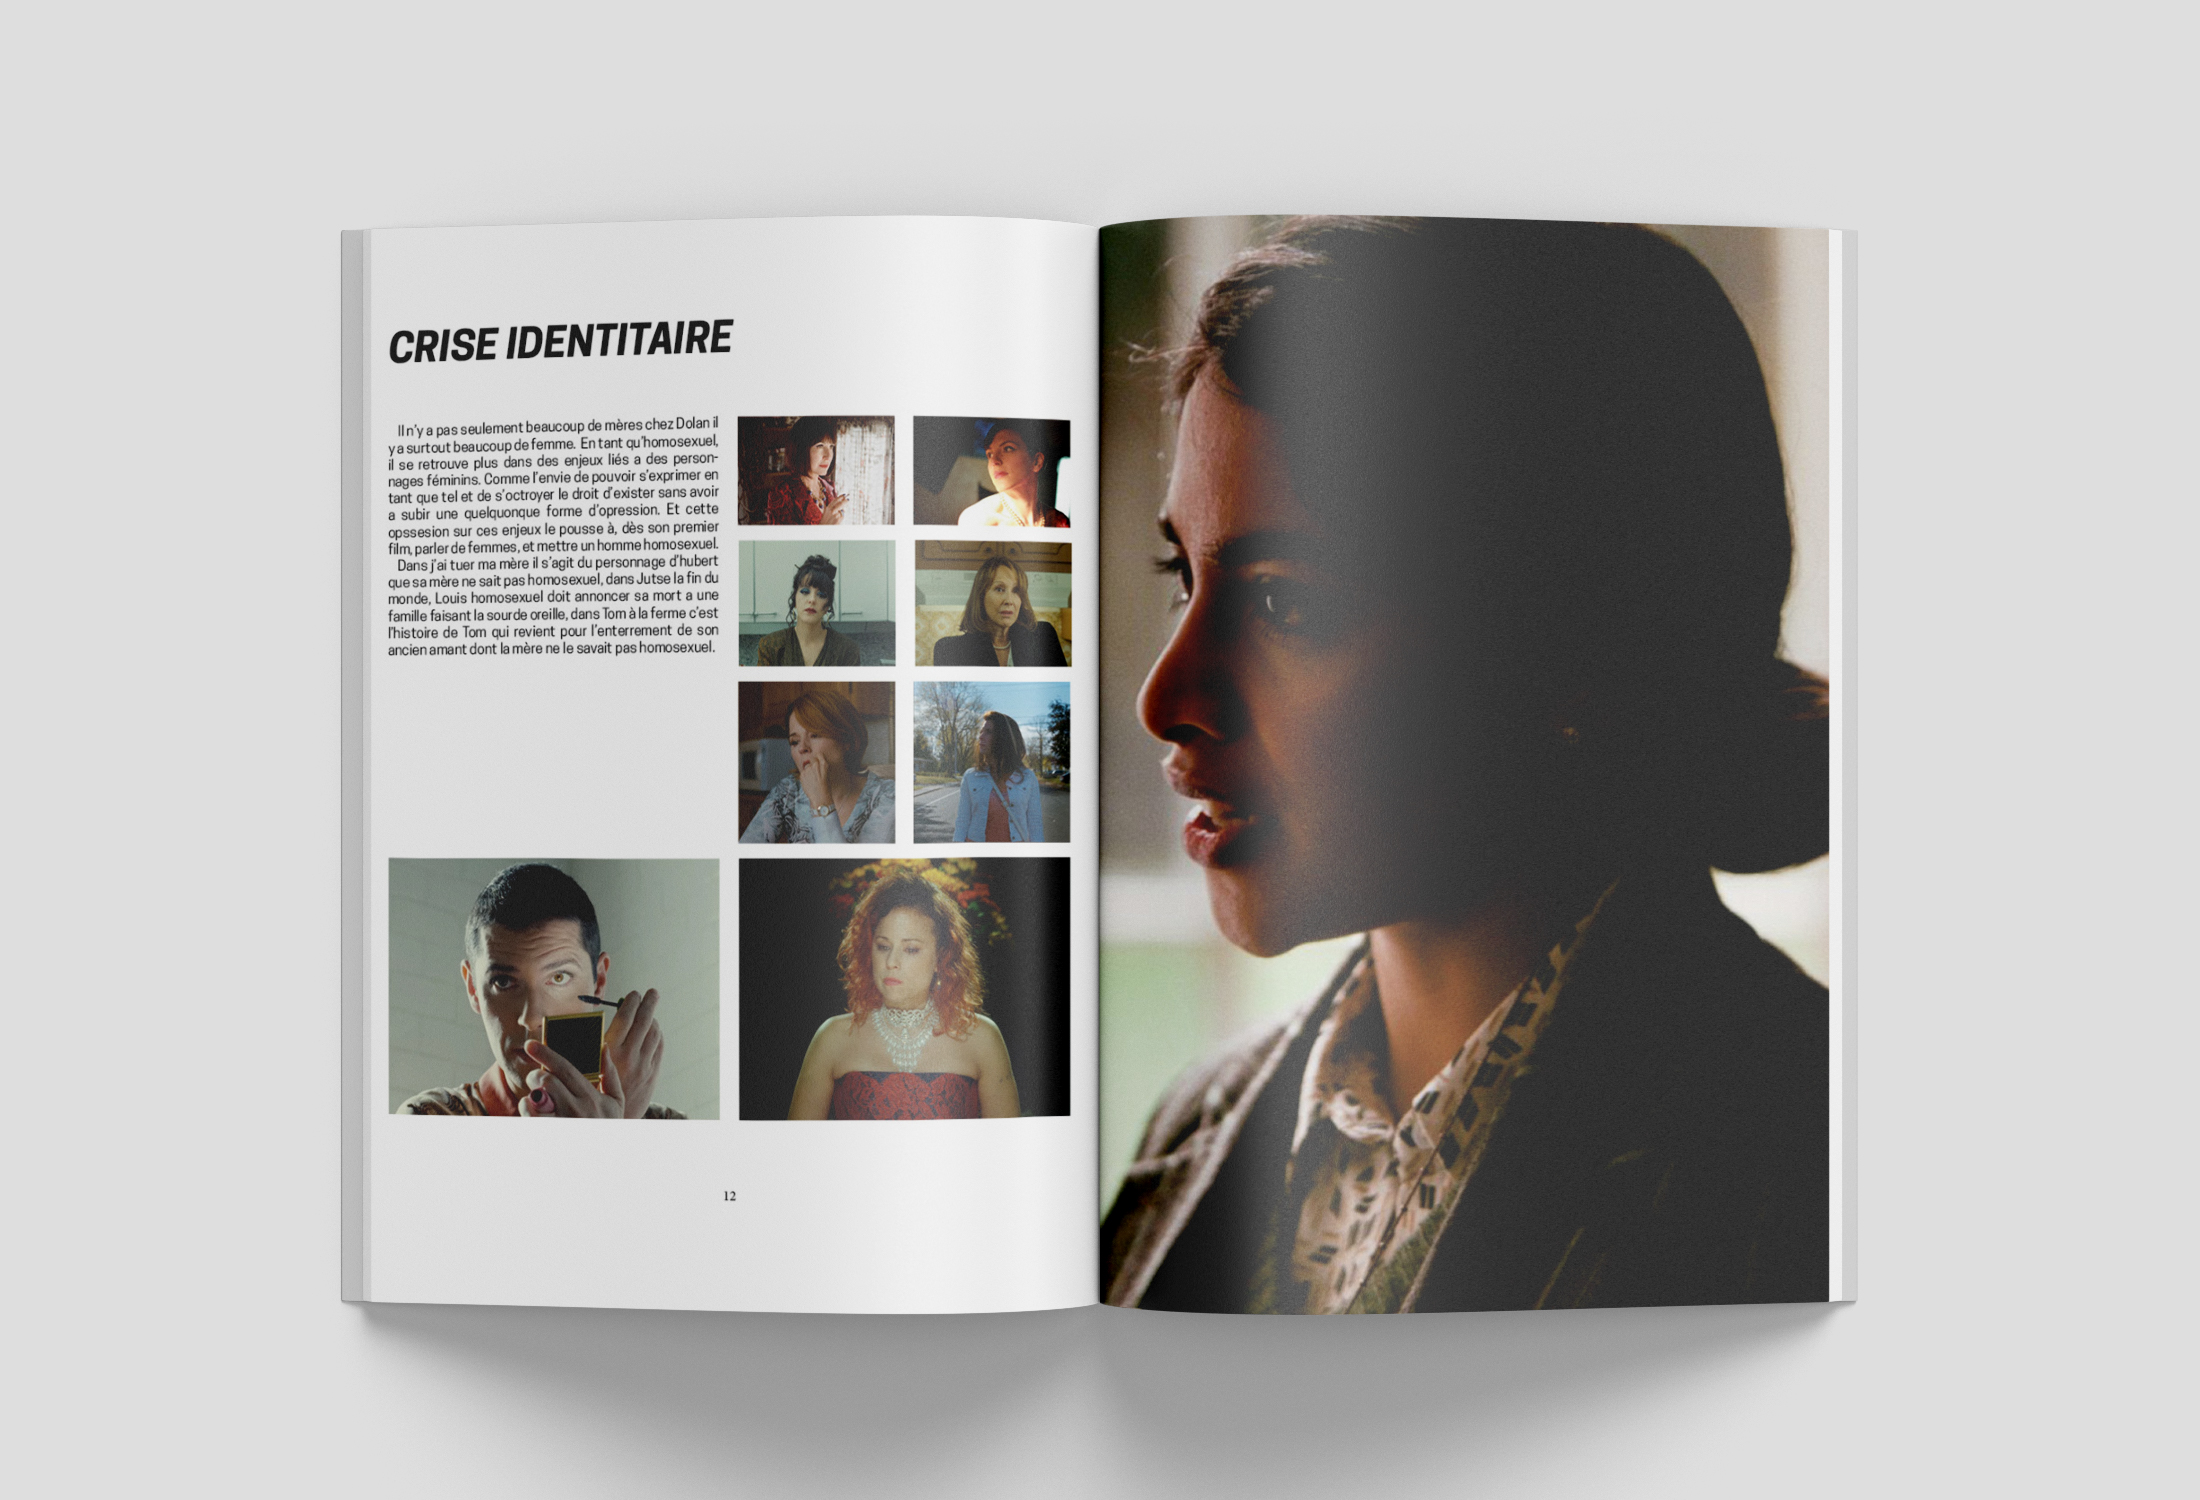 CRISE IDENTITAIRE
Il n'y a pas seulement beaucoup de mères chez Dolan il
y a surtout beaucoup de femme. En tant qu'homosexuel,
il se retrouve plus dans des enjeux liés a des person-
nages féminins. Comme l'envie de pouvoir s'exprimer en
tant que tel et de s'octroyer le droit d'exister sans avoir
a subir une quelquonque forme d'opression. Et cette
opssesion sur ces enjeux le pousse à, dès son premier
film, parler de femmes, et mettre un homme homosexuel.
Dans j'ai tuer ma mère il s'agit du personnage d'hubert
que sa mère ne sait pas homosexuel, dans Jutse la fin du
monde, Louis homosexuel doit annoncer sa mort a une
famille faisant la sourde oreille, dans Tom à la ferme c'est
l'histoire de Tom qui revient pour l'enterrement de son
ancien amant dont la mère ne le savait pas homosexuel.
12